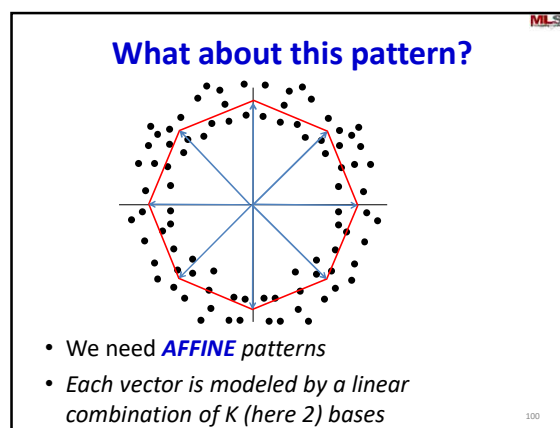 MLSP
What about this pattern?
• We need AFFINE patterns
• Each vector is modeled by a linear
combination of K (here 2) bases
100